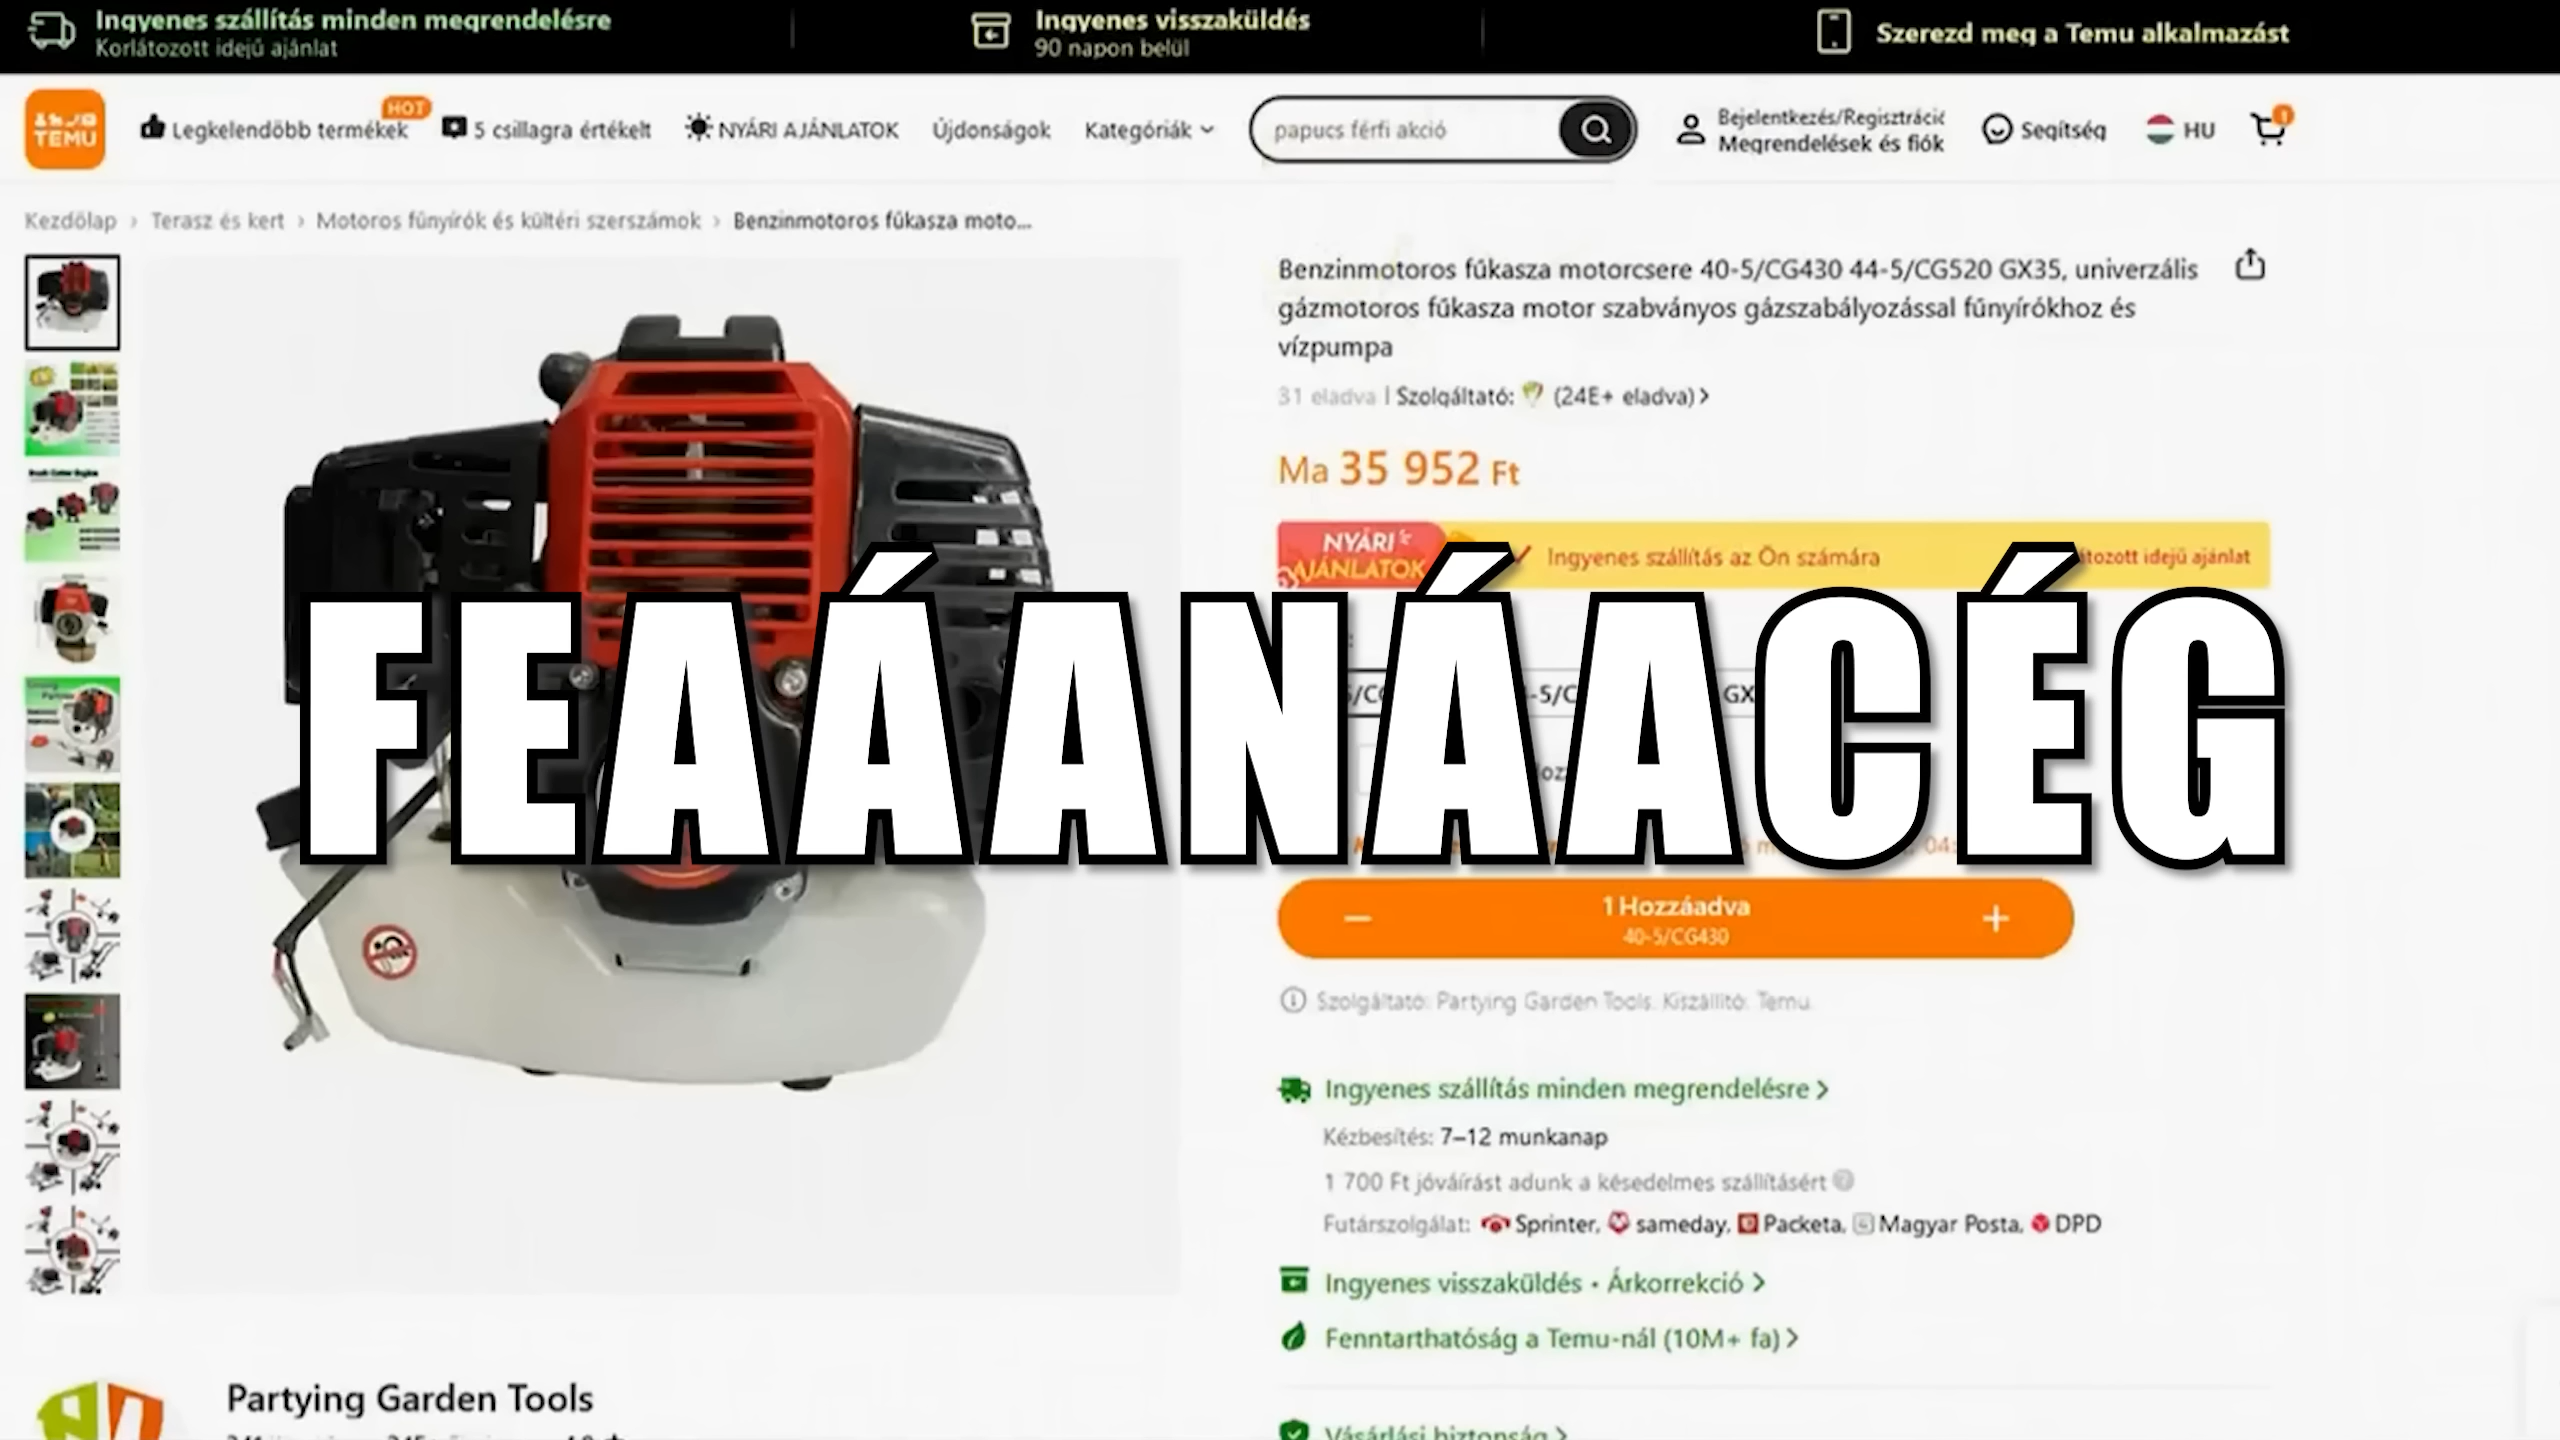 Ingyenes szállítás minden megrendelésre
Korlátozott idejű ajánlat
Ingyenes visszaküldés
90 napon belül
Szerezd meg a Temu alkalmazást
TEMU
Legkelendőbb termékek
HOT
5 csillagra értékelt
NYÁRI AJÁNLATOK
Újdonságok
Kategóriák
papucs férfi akció
Bejelentkezés/Regisztráció
Megrendelések és fiók
Segítség
HU
1
Kezdőlap › Terasz és kert › Motoros fűnyírók és kültéri szerszámok › Benzinmotoros fűkasza moto...
Benzinmotoros fűkasza motorcsere 40-5/CG430 44-5/CG520 GX35, univerzális
gázmotoros fűkasza motor szabványos gázszabályozással fűnyírókhoz és
vízpumpa
31 eladva | Szolgáltató: (24E+ eladva) >
Ma 35 952 Ft
NYÁRI
AJÁNLATOK
Ingyenes szállítás az Ön számára
idejű ajánlat
FEAÁANÁACÉG
1 Hozzáadva
40-5/CG430
Szolgáltató: Partying Garden Tools. Kiszállító: Temu.
Ingyenes szállítás minden megrendelésre >
Kézbesítés: 7–12 munkanap
1 700 Ft jóváírást adunk a késedelmes szállításért
Futárszolgálat: Sprinter, sameday, Packeta, Magyar Posta, DPD
Ingyenes visszaküldés • Árkorrekció >
Fenntarthatóság a Temu-nál (10M+ fa) >
Vásárlási biztonság >
Partying Garden Tools